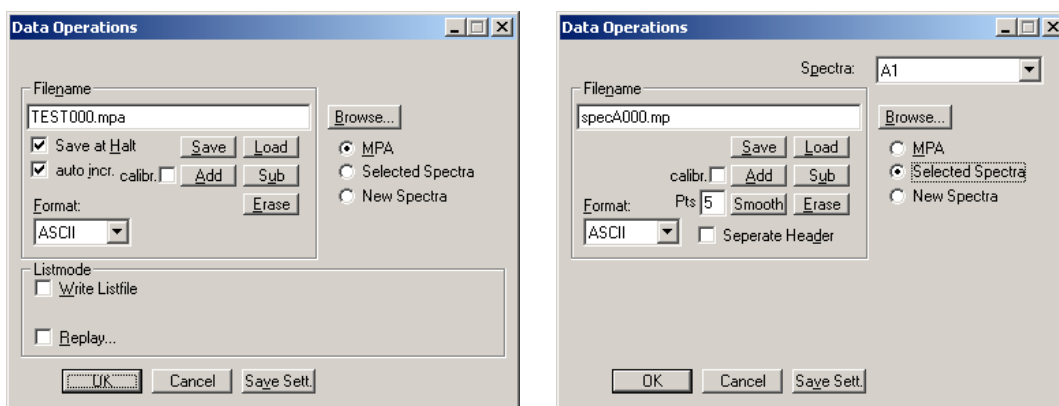 Data Operations
Filename
TEST000.mpa
Browse...
Save at Halt Save Load
MPA
auto incr. calibr. Add Sub
Selected Spectra
Format: Erase
New Spectra
ASCII
Listmode
Write Listfile
Replay...
OK Cancel Save Sett.
Data Operations
Spectra: A1
Filename
specA000.mp
Browse...
Save Load
MPA
calibr. Add Sub
Selected Spectra
Format: Pts 5 Smooth Erase
New Spectra
ASCII Seperate Header
OK Cancel Save Sett.